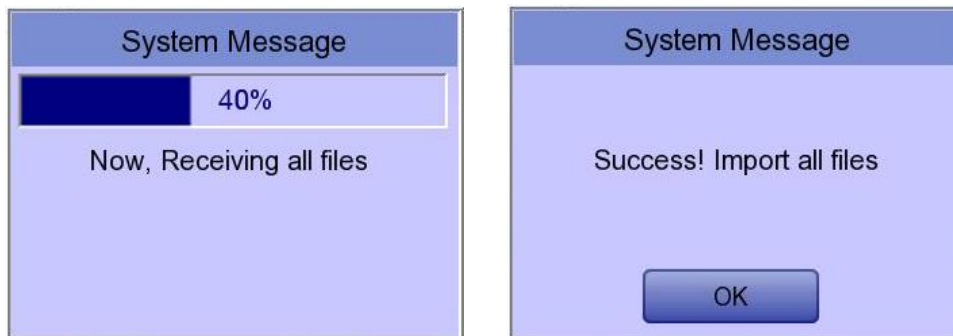 System Message
40%
Now, Receiving all files
System Message
Success! Import all files
OK